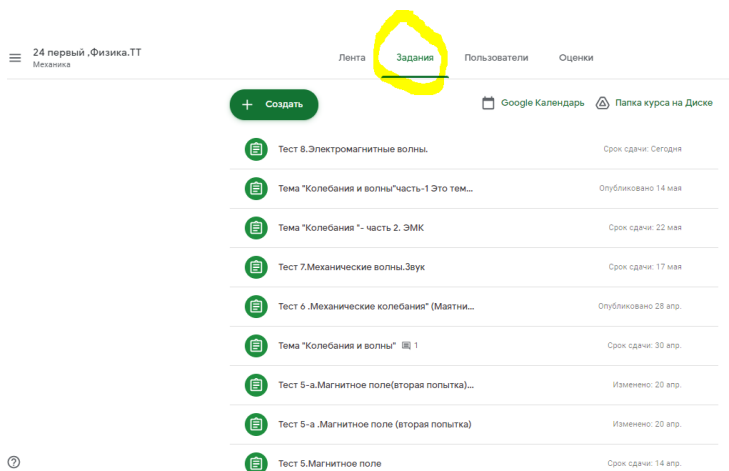 24 первый ,Физика.ТТ
Механика
Лента Задания Пользователи Оценки
Создать
Google Календарь Папка курса на Диске
Тест 8.Электромагнитные волны. Срок сдачи: Сегодня
Тема "Колебания и волны"часть-1 Это тем... Опубликовано 14 мая
Тема "Колебания "- часть 2. ЭМК Срок сдачи: 22 мая
Тест 7.Механические волны.Звук Срок сдачи: 17 мая
Тест 6 .Механические колебания" (Маятни... Опубликовано 28 апр.
Тема "Колебания и волны" 1 Срок сдачи: 30 апр.
Тест 5-а.Магнитное поле(вторая попытка)... Изменено: 20 апр.
Тест 5-а .Магнитное поле (вторая попытка) Изменено: 20 апр.
Тест 5.Магнитное поле Срок сдачи: 14 апр.